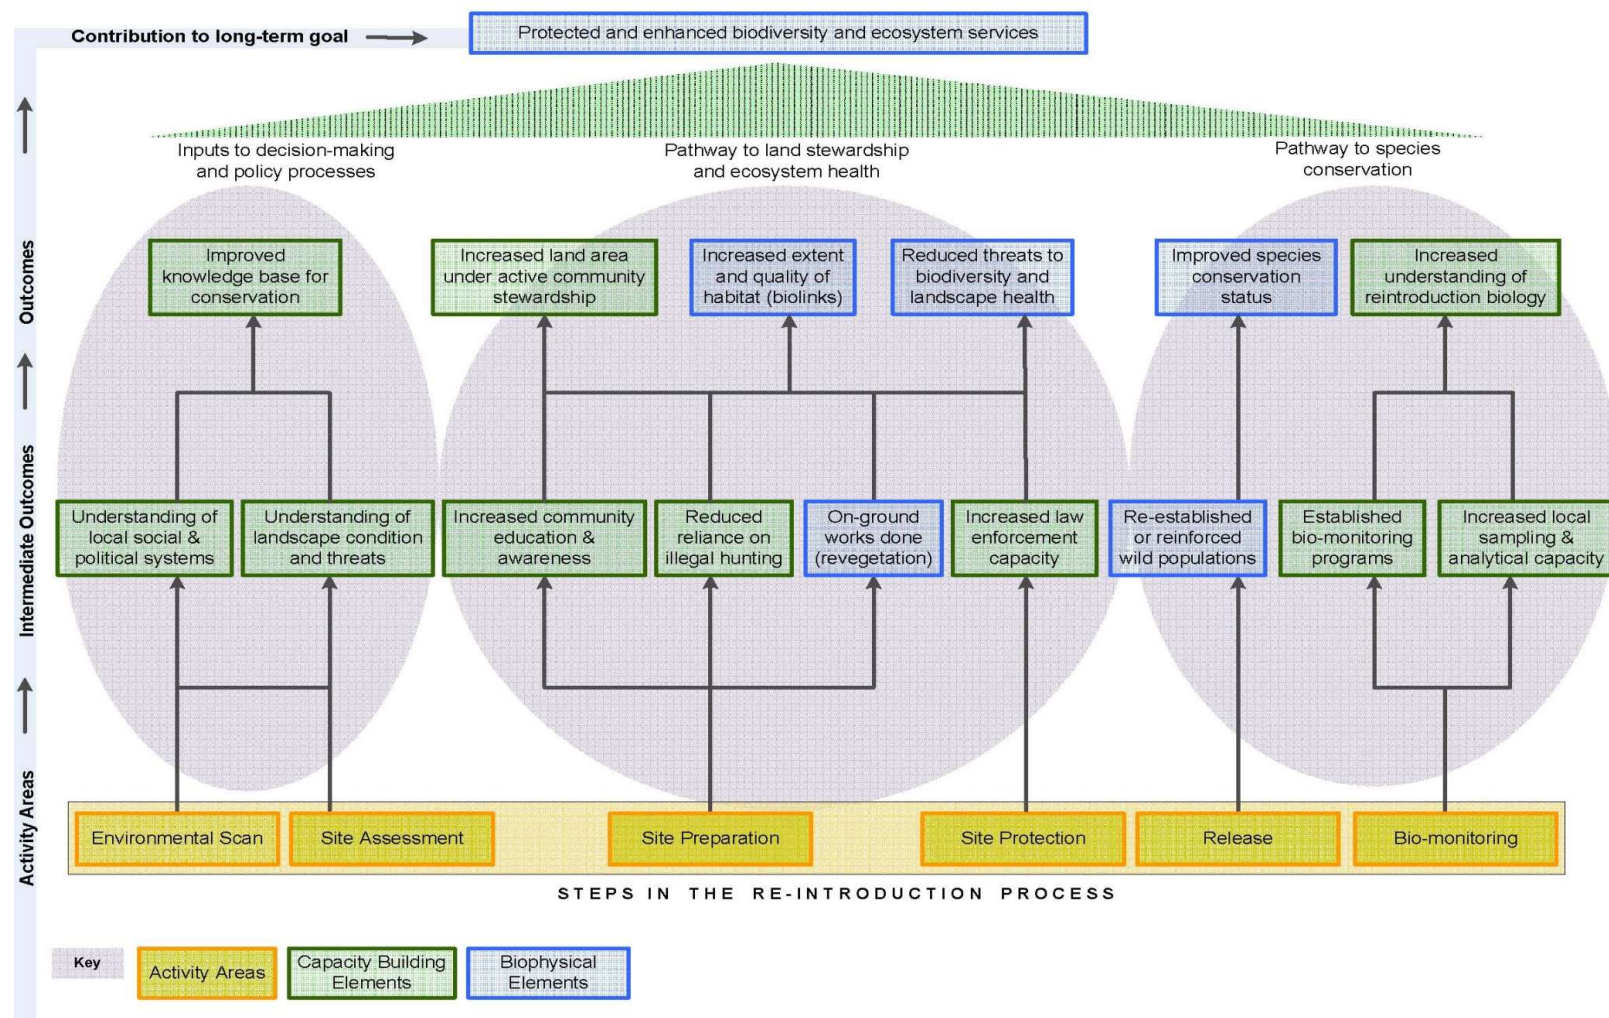 Contribution to long-term goal
Protected and enhanced biodiversity and ecosystem services
Inputs to decision-making
and policy processes
Pathway to land stewardship
and ecosystem health
Pathway to species
conservation
Outcomes
Improved
knowledge base for
conservation
Increased land area
under active community
stewardship
Increased extent
and quality of
habitat (biolinks)
Reduced threats to
biodiversity and
landscape health
Improved species
conservation
status
Increased
understanding of
reintroduction biology
Intermediate Outcomes
Understanding of
local social &
political systems
Understanding of
landscape condition
and threats
Increased community
education &
awareness
Reduced
reliance on
illegal hunting
On-ground
works done
(revegetation)
Increased law
enforcement
capacity
Re-established
or reinforced
wild populations
Established
bio-monitoring
programs
Increased local
sampling &
analytical capacity
Activity Areas
Environmental Scan
Site Assessment
Site Preparation
Site Protection
Release
Bio-monitoring
STEPS IN THE RE-INTRODUCTION PROCESS
Key
Activity Areas
Capacity Building
Elements
Biophysical
Elements